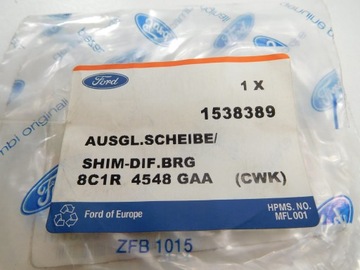 Ford
1 X
1538389
AUSGL.SCHEIBE/
SHIM-DIF.BRG
8C1R 4548 GAA (CWK)
Ford of Europe
HPMS. NO.
MFL 001
ZFB 1015